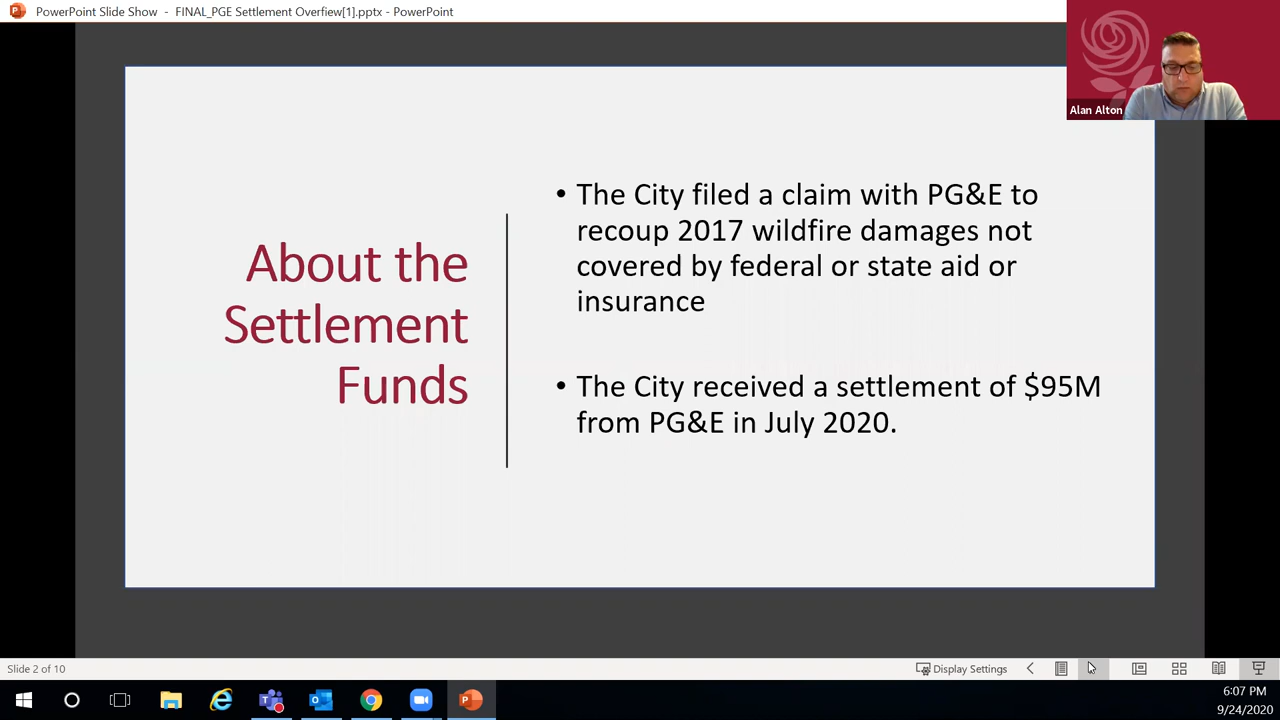 PowerPoint Slide Show - FINAL_PGE Settlement Overfiew[1].pptx - PowerPoint
Alan Alton
About the
Settlement
Funds
• The City filed a claim with PG&E to
recoup 2017 wildfire damages not
covered by federal or state aid or
insurance
• The City received a settlement of $95M
from PG&E in July 2020.
Slide 2 of 10
Display Settings
6:07 PM
9/24/2020